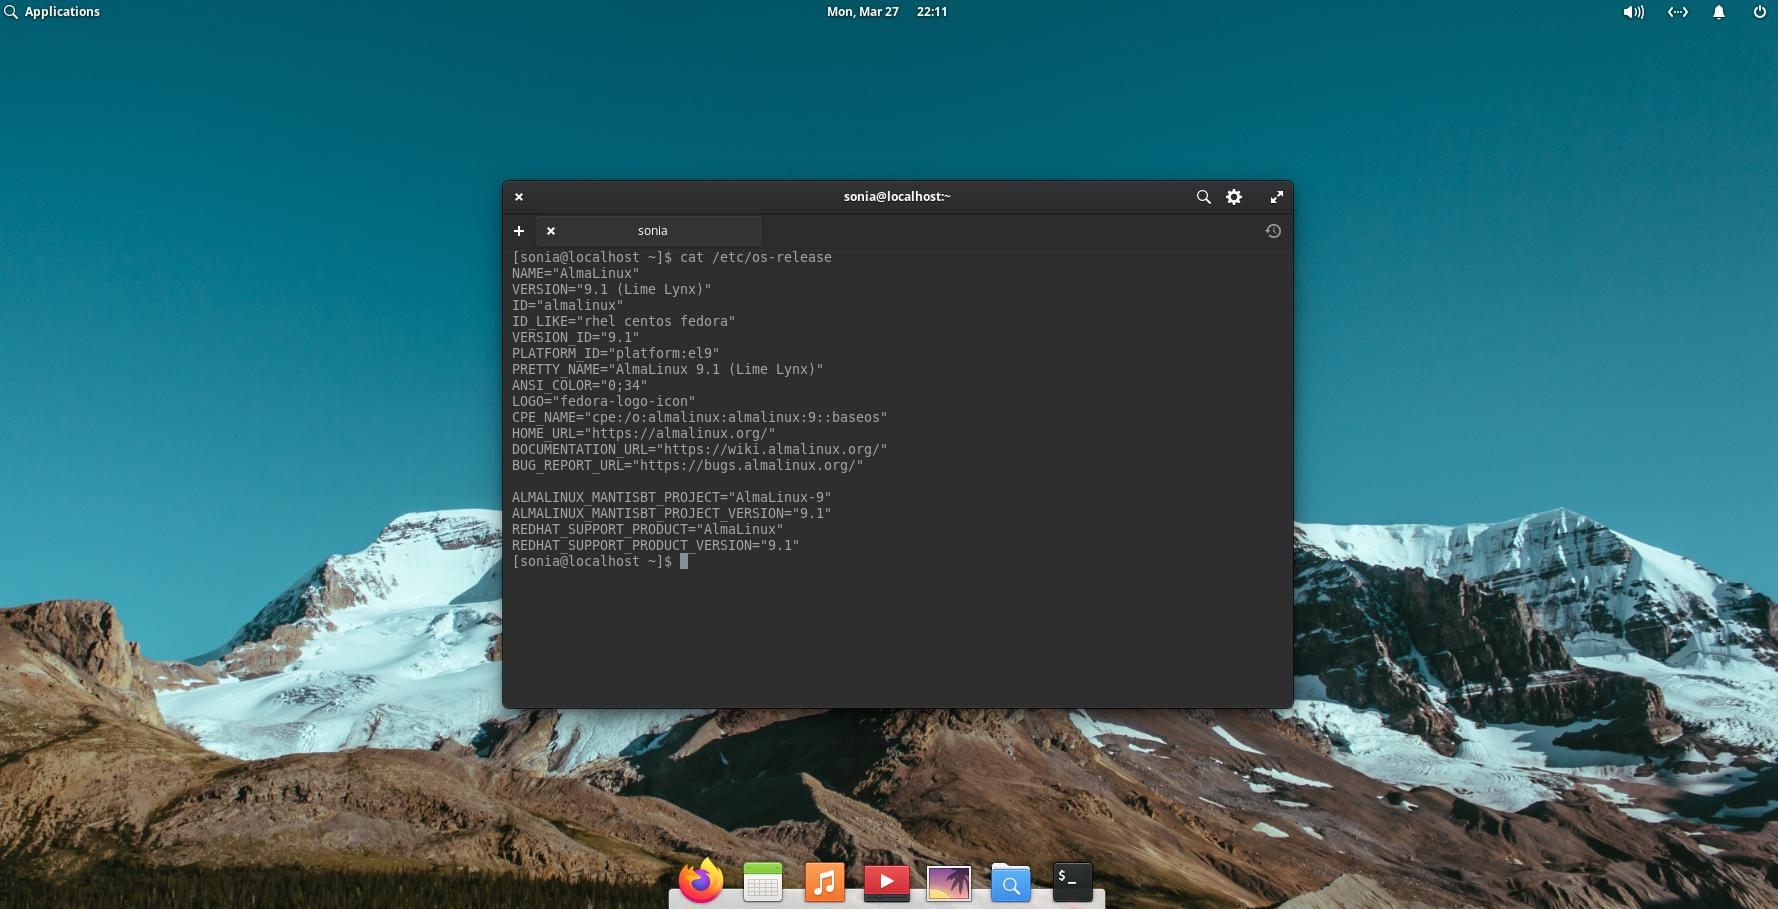 Applications
Mon, Mar 27 22:11
sonia@localhost:~
sonia
[sonia@localhost ~]$ cat /etc/os-release
NAME="AlmaLinux"
VERSION="9.1 (Lime Lynx)"
ID="almalinux"
ID_LIKE="rhel centos fedora"
VERSION_ID="9.1"
PLATFORM_ID="platform:el9"
PRETTY_NAME="AlmaLinux 9.1 (Lime Lynx)"
ANSI_COLOR="0;34"
LOGO="fedora-logo-icon"
CPE_NAME="cpe:/o:almalinux:almalinux:9::baseos"
HOME_URL="https://almalinux.org/"
DOCUMENTATION_URL="https://wiki.almalinux.org/"
BUG_REPORT_URL="https://bugs.almalinux.org/"
ALMALINUX_MANTISBT_PROJECT="AlmaLinux-9"
ALMALINUX_MANTISBT_PROJECT_VERSION="9.1"
REDHAT_SUPPORT_PRODUCT="AlmaLinux"
REDHAT_SUPPORT_PRODUCT_VERSION="9.1"
[sonia@localhost ~]$
$_